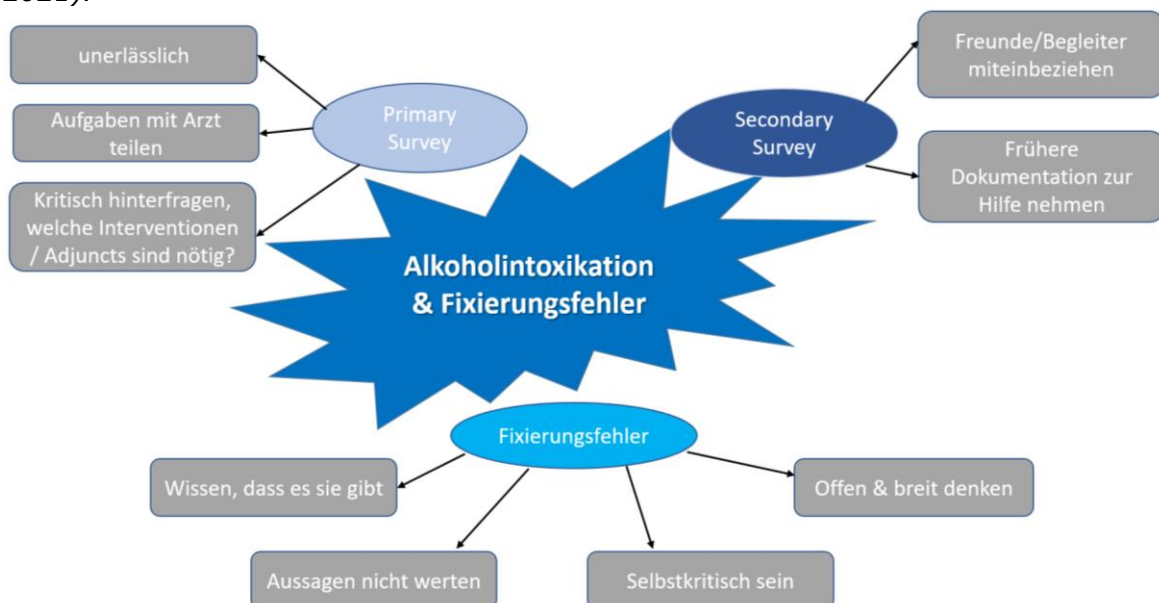 2021).
unerlässlich
Aufgaben mit Arzt
teilen
Kritisch hinterfragen,
welche Interventionen
/ Adjuncts sind nötig?
Primary
Survey
Secondary
Survey
Freunde/Begleiter
miteinbeziehen
Frühere
Dokumentation zur
Hilfe nehmen
Alkoholintoxikation
& Fixierungsfehler
Fixierungsfehler
Wissen, dass es sie gibt
Aussagen nicht werten
Selbstkritisch sein
Offen & breit denken